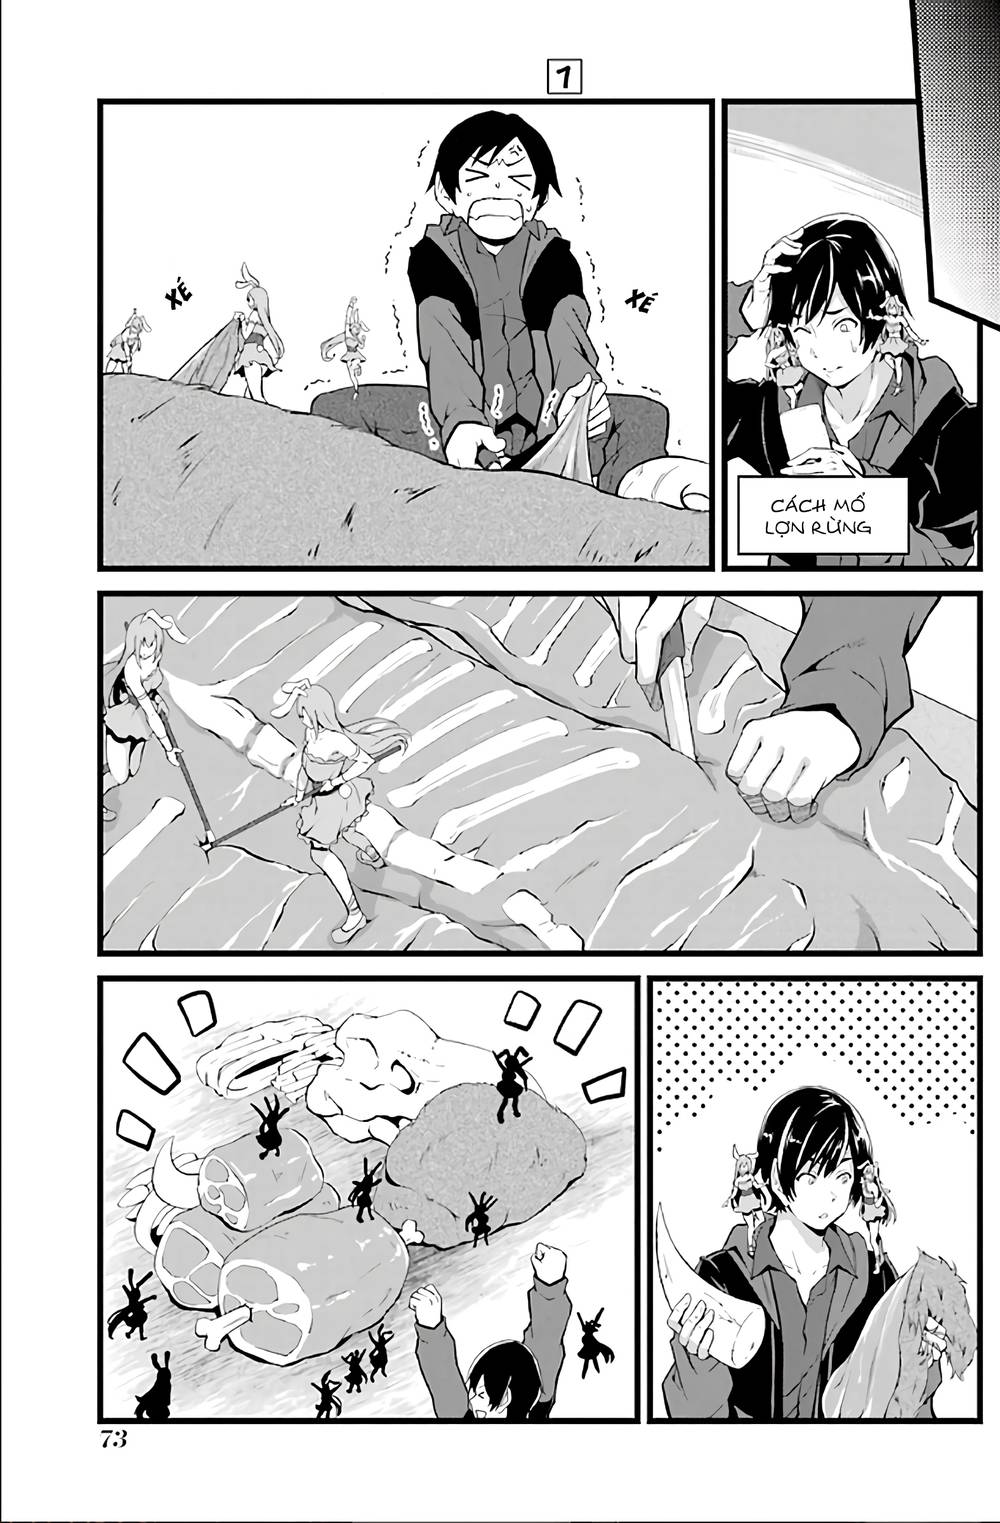 1
CÁCH MỔ
LỢN RỪNG
XÉ
XÉ
73